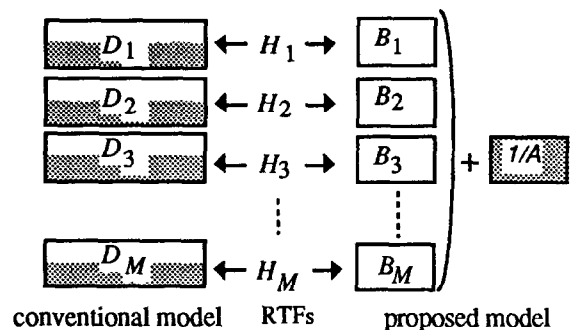 D1 H1 B1
D2 H2 B2
D3 H3 B3 + 1/A
DM HM BM
conventional model RTFs proposed model